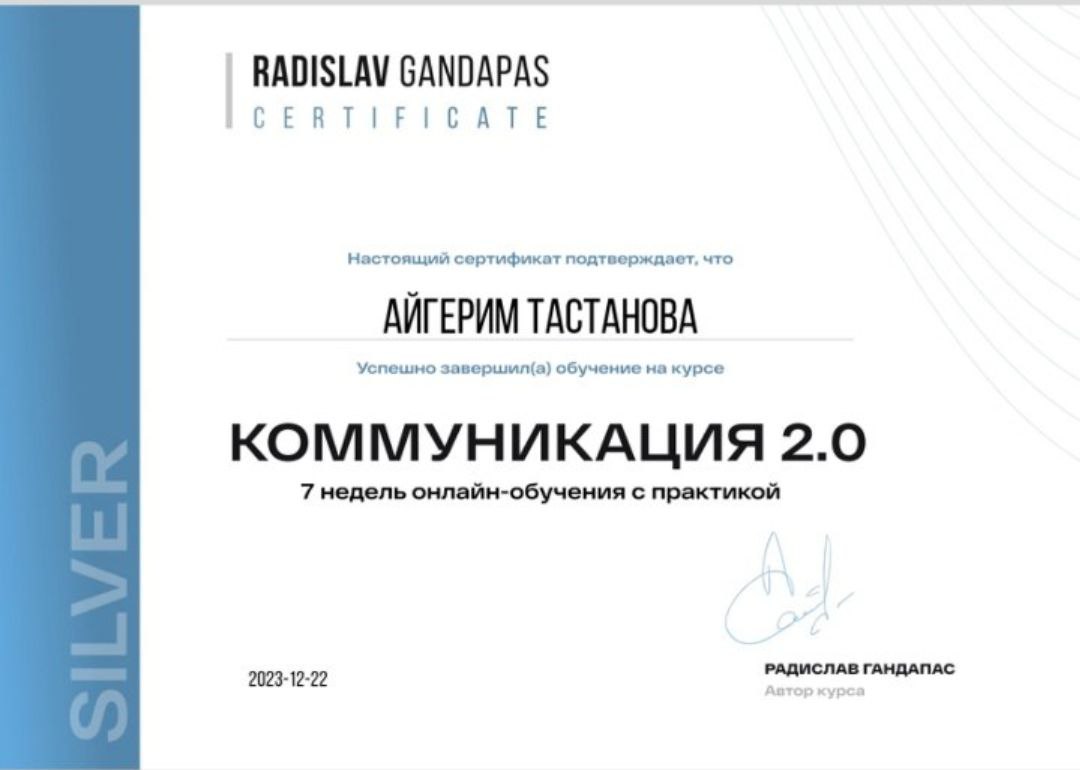 RADISLAV GANDAPAS
CERTIFICATE
Настоящий сертификат подтверждает, что
АЙГЕРИМ ТАСТАНОВА
Успешно завершил(а) обучение на курсе
КОММУНИКАЦИЯ 2.0
7 недель онлайн-обучения с практикой
SILVER
2023-12-22
РАДИСЛАВ ГАНДАПАС
Автор курса